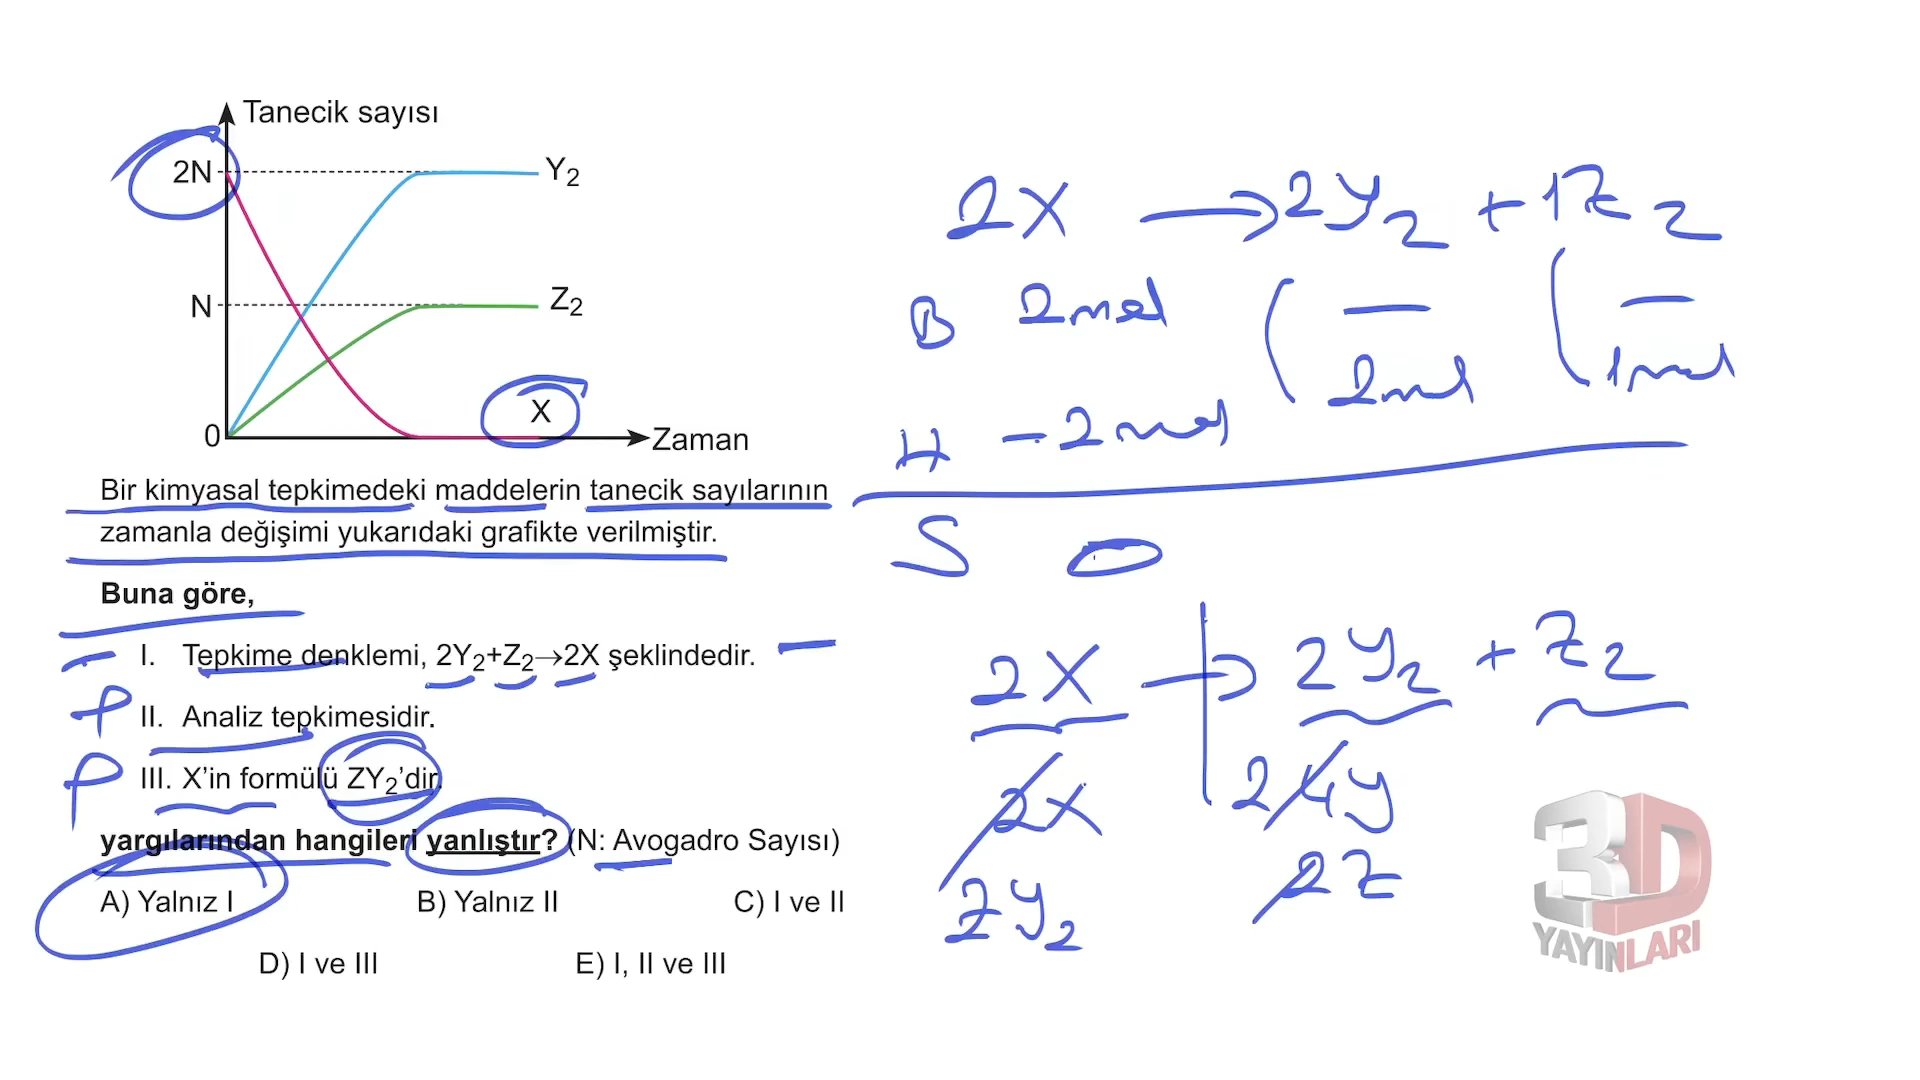 Tanecik sayısı
2N
Y₂
N
Z₂
X
0
Zaman
Bir kimyasal tepkimedeki maddelerin tanecik sayılarının
zamanla değişimi yukarıdaki grafikte verilmiştir.
Buna göre,
I. Tepkime denklemi, 2Y₂+Z₂→2X şeklindedir.
II. Analiz tepkimesidir.
III. X’in formülü ZY₂’dir.
yargılarından hangileri yanlıştır? (N: Avogadro Sayısı)
A) Yalnız I B) Yalnız II C) I ve II
D) I ve III E) I, II ve III
2X → 2Y₂ + 1Z₂
B 2mol — —
H -2mol 2mol 1mol
S 0
2X → 2Y₂ + Z₂
2X 2 4Y
ZY₂ 2Z
3D
YAYINLARI